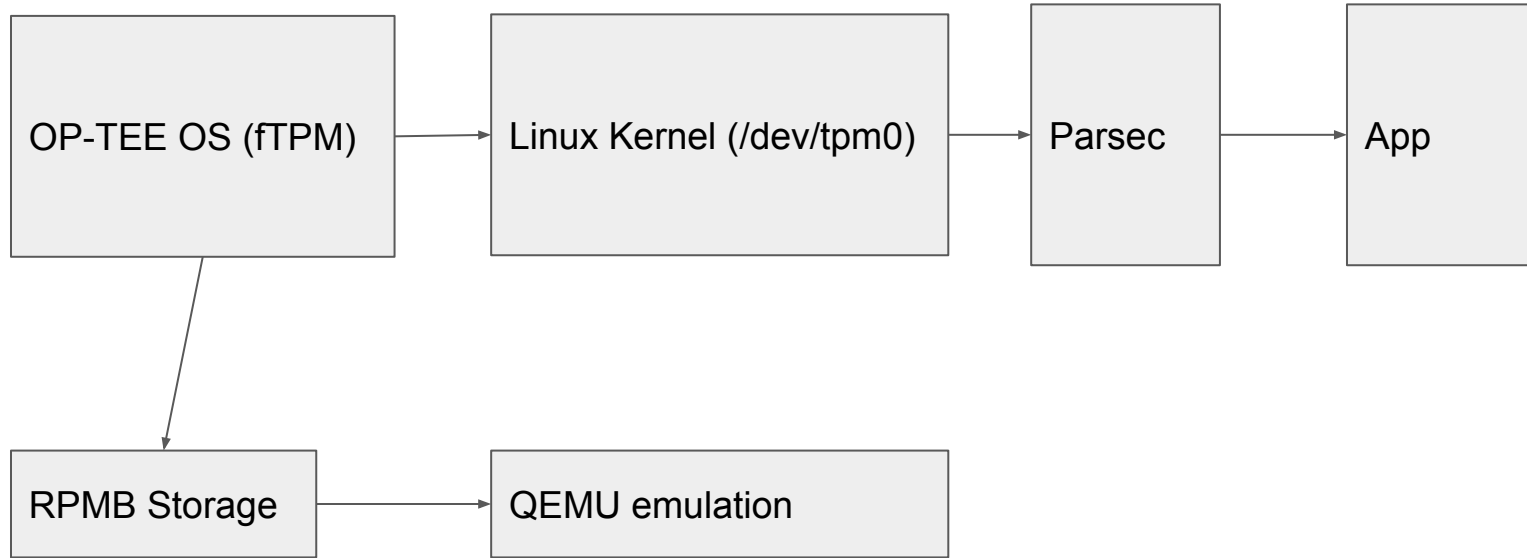 OP-TEE OS (fTPM)
Linux Kernel (/dev/tpm0)
Parsec
App
RPMB Storage
QEMU emulation